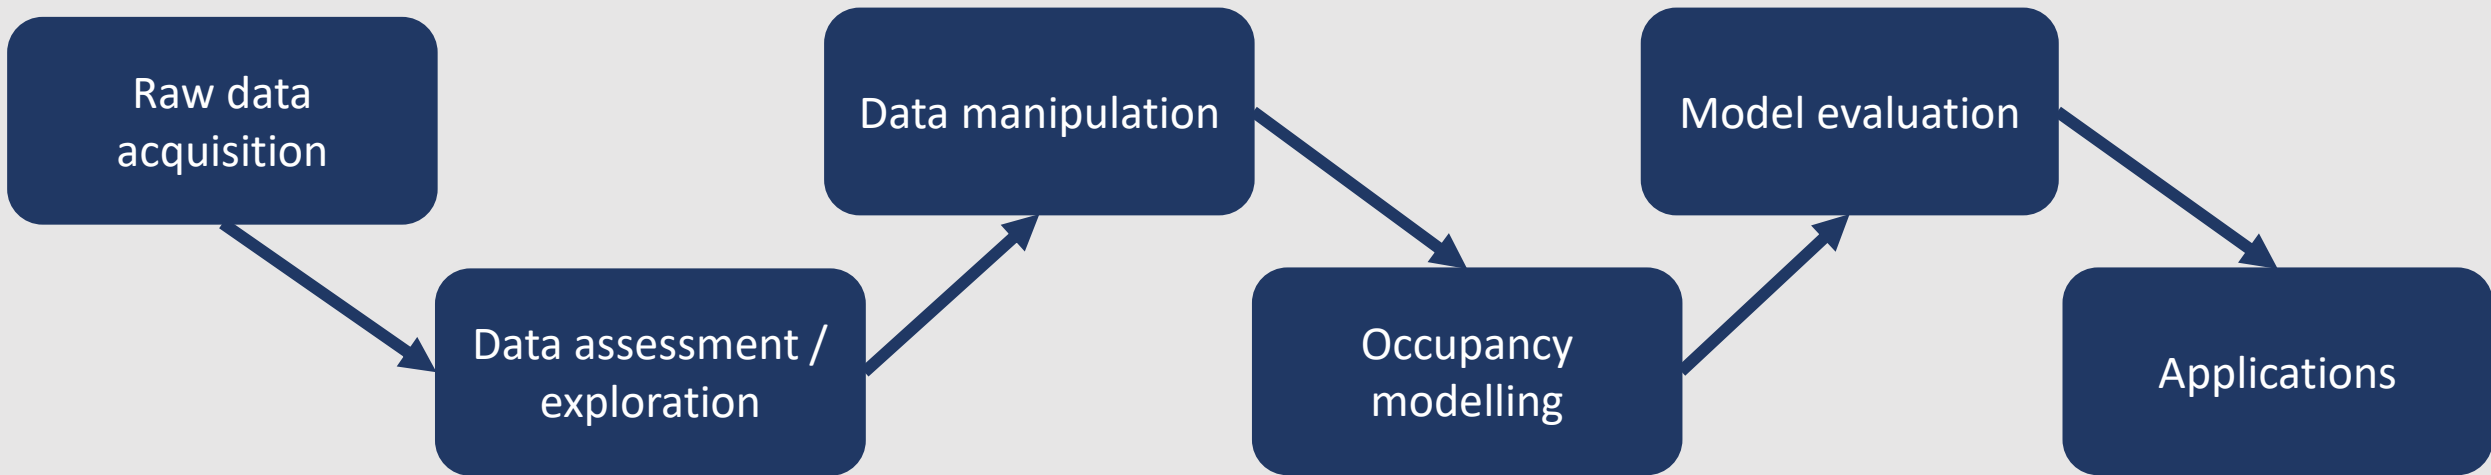 Raw data
acquisition
Data assessment /
exploration
Data manipulation
Occupancy
modelling
Model evaluation
Applications